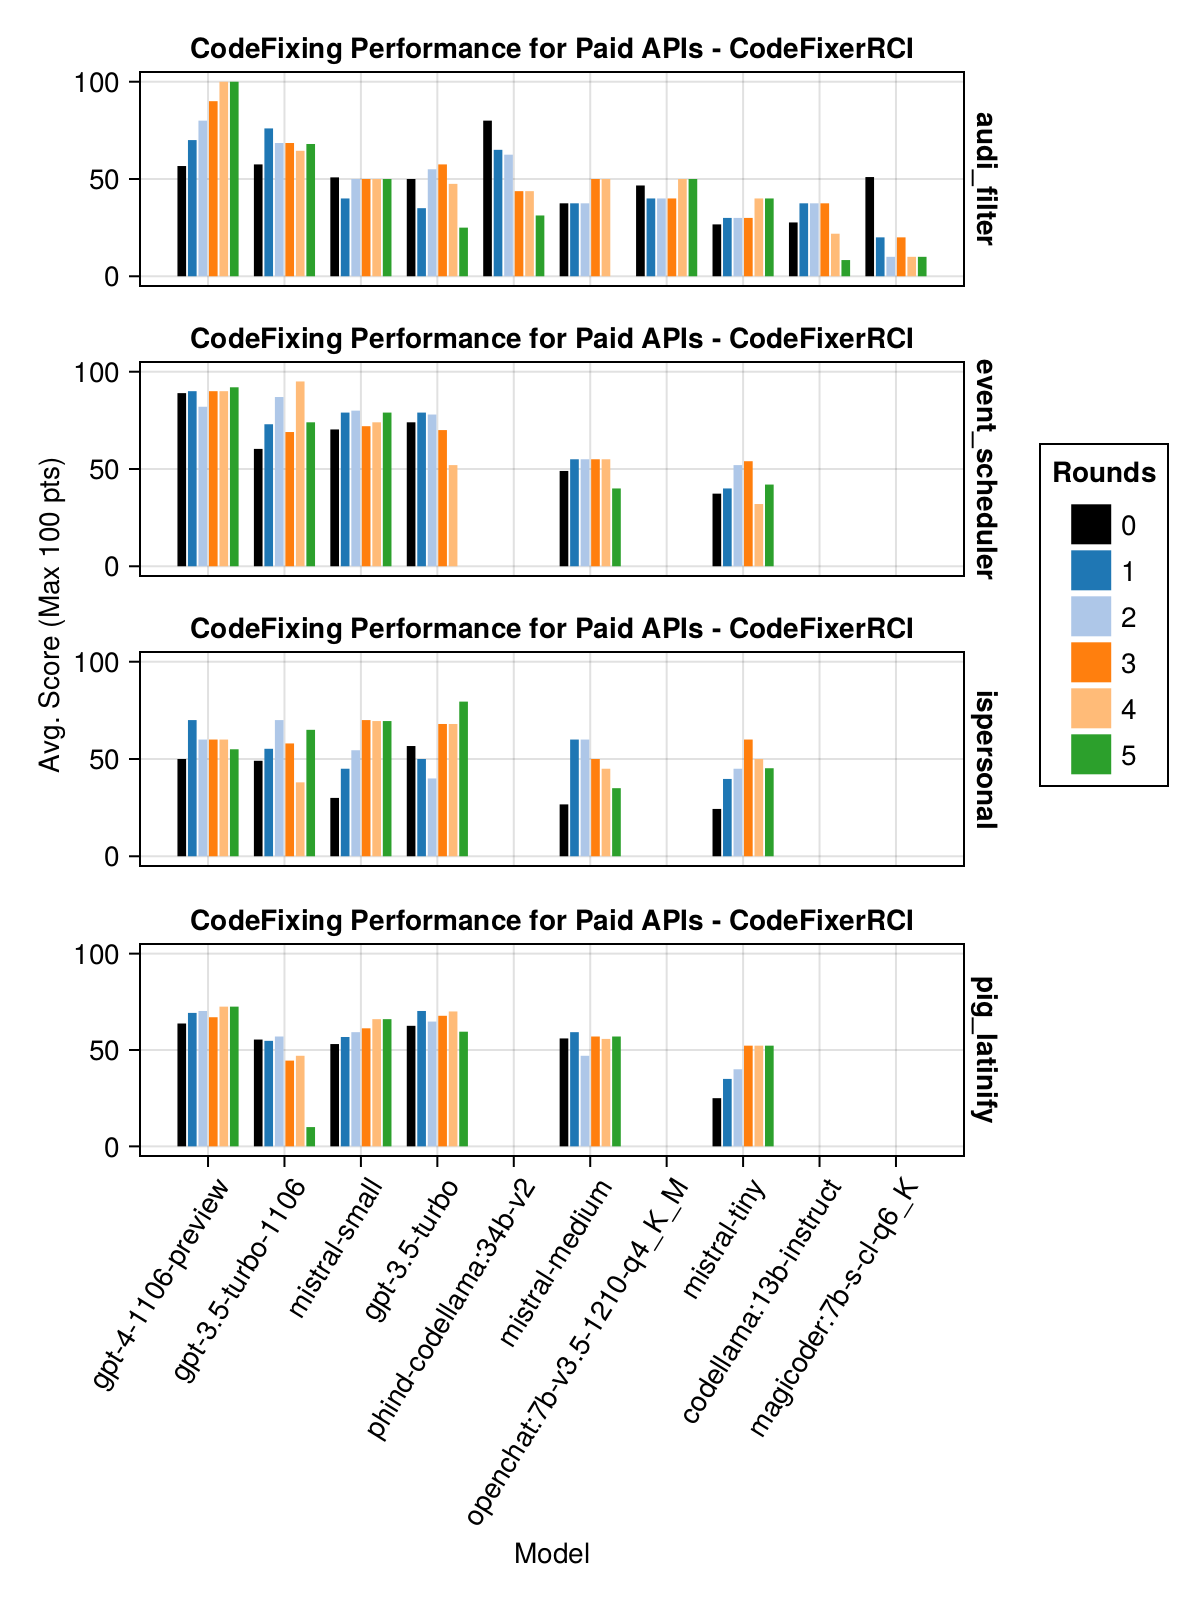 CodeFixing Performance for Paid APIs - CodeFixerRCI
100
50
0
audi_filter
CodeFixing Performance for Paid APIs - CodeFixerRCI
100
50
0
event_scheduler
Avg. Score (Max 100 pts)
CodeFixing Performance for Paid APIs - CodeFixerRCI
100
50
0
ispersonal
CodeFixing Performance for Paid APIs - CodeFixerRCI
100
50
0
pig_latinify
gpt-4-1106-preview
gpt-3.5-turbo-1106
mistral-small
gpt-3.5-turbo
phind-codellama:34b-v2
mistral-medium
openchat:7b-v3.5-1210-q4_K_M
mistral-tiny
codellama:13b-instruct
magicoder:7b-s-cl-q6_K
Model
Rounds
0
1
2
3
4
5